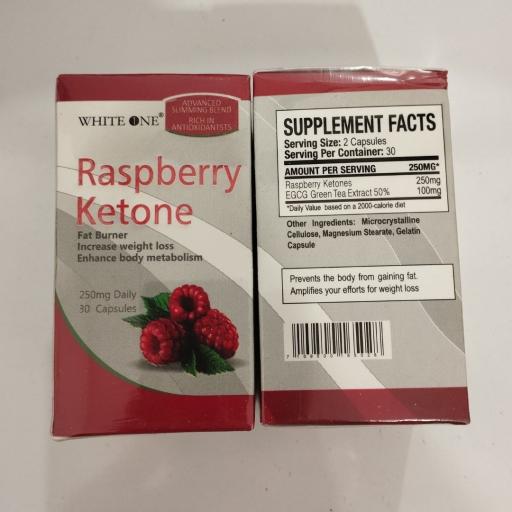 WHITE ONE®
ADVANCED
SLIMMING BLEND
RICH IN
ANTIOXIDANTSTS
Raspberry
Ketone
Fat Burner
Increase weight loss
Enhance body metabolism
250mg Daily
30 Capsules
SUPPLEMENT FACTS
Serving Size: 2 Capsules
Serving Per Container: 30
AMOUNT PER SERVING 250MG*
Raspberry Ketones 250mg
EGCG Green Tea Extract 50% 100mg
*Daily Value based on a 2000-calorie diet
Other Ingredients: Microcrystalline
Cellulose, Magnesium Stearate, Gelatin
Capsule
Prevents the body from gaining fat.
Amplifies your efforts for weight loss